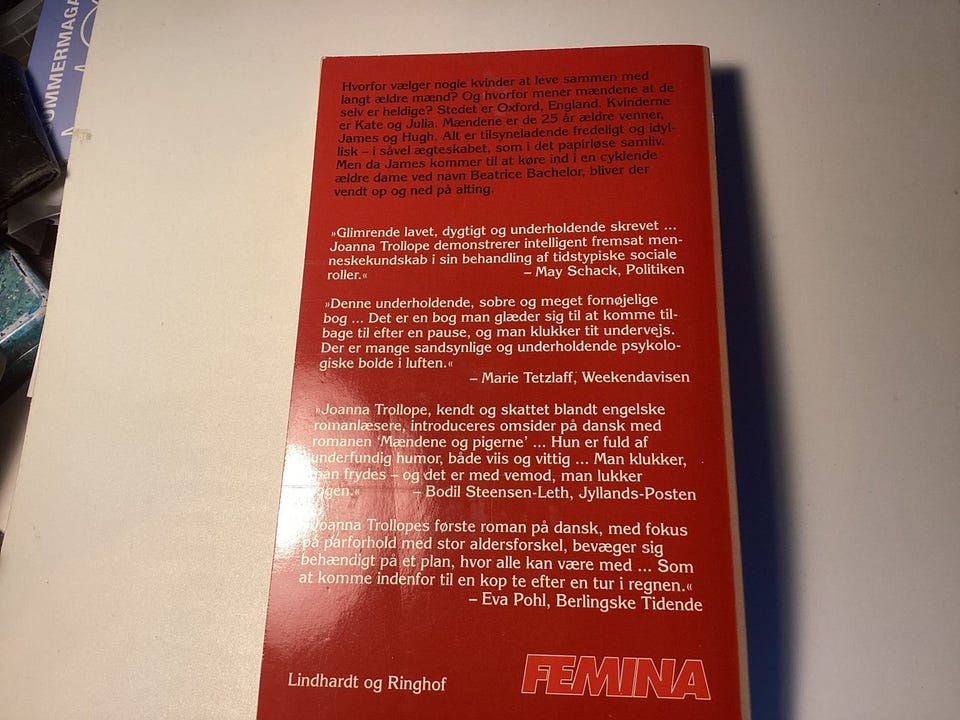 OMMERMAGA
Hvorfor vælger nogle kvinder at leve sammen med
langt ældre mænd? Og hvorfor mener mændene at de
selv er heldige? Stedet er Oxford, England. Kvinderne
er Kate og Julia. Mændene er de 25 år ældre venner,
James og Hugh. Alt er tilsyneladende fredeligt og idyl-
lisk – i såvel ægteskabet, som i det papirløse samliv.
Men da James kommer til at køre ind i en cyklende
ældre dame ved navn Beatrice Bachelor, bliver der
vendt op og ned på alting.
»Glimrende lavet, dygtigt og underholdende skrevet ...
Joanna Trollope demonstrerer intelligent fremsat men-
neskekundskab i sin behandling af tidstypiske sociale
roller.« – May Schack, Politiken
»Denne underholdende, sobre og meget fornøjelige
bog ... Det er en bog man glæder sig til at komme til-
bage til efter en pause, og man klukker tit undervejs.
Der er mange sandsynlige og underholdende psykolo-
giske bolde i luften.«
– Marie Tetzlaff, Weekendavisen
»Joanna Trollope, kendt og skattet blandt engelske
romanlæsere, introduceres omsider på dansk med
romanen 'Mændene og pigerne' ... Hun er fuld af
underfundig humor, både viis og vittig ... Man klukker,
man frydes – og det er med vemod, man lukker
bogen.« – Bodil Steensen-Leth, Jyllands-Posten
Joanna Trollopes første roman på dansk, med fokus
på parforhold med stor aldersforskel, bevæger sig
behændigt på et plan, hvor alle kan være med ... Som
at komme indenfor til en kop te efter en tur i regnen.«
– Eva Pohl, Berlingske Tidende
Lindhardt og Ringhof
FEMINA